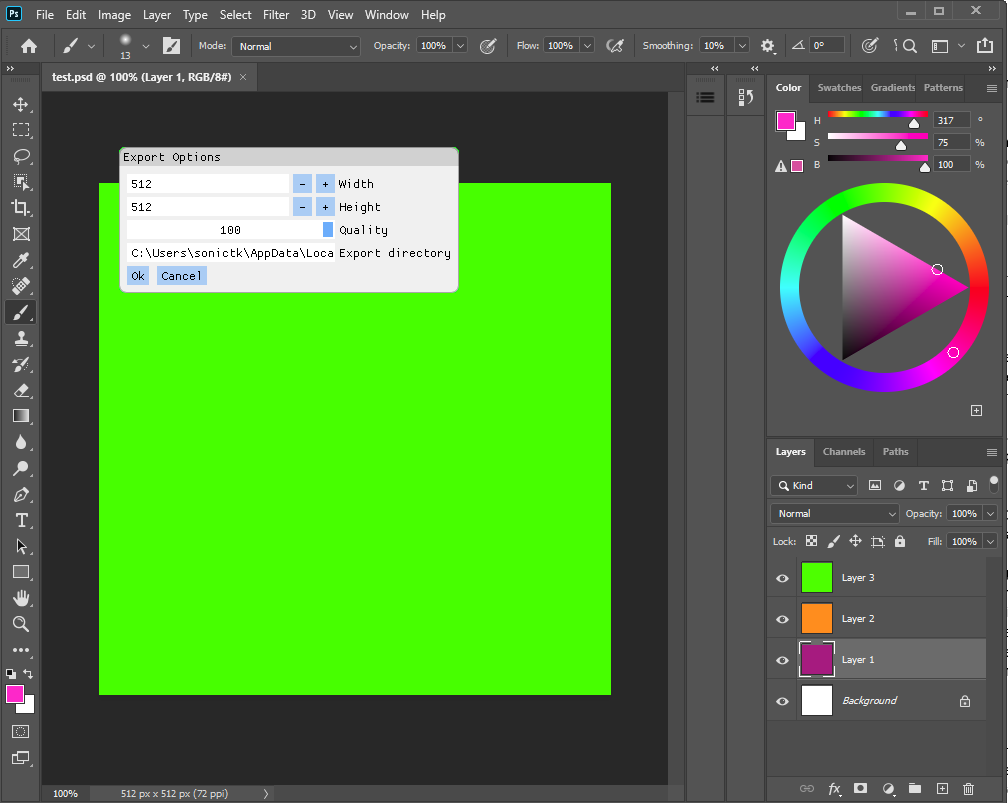 Ps File Edit Image Layer Type Select Filter 3D View Window Help
13 Mode: Normal Opacity: 100% Flow: 100% Smoothing: 10% 0°
test.psd @ 100% (Layer 1, RGB/8#) ×
Export Options
512 - + Width
512 - + Height
100 Quality
C:\Users\sonictk\AppData\Loca Export directory
Ok Cancel
Color Swatches Gradients Patterns
H 317 °
S 75 %
B 100 %
Layers Channels Paths
Kind
Normal Opacity: 100%
Lock: Fill: 100%
Layer 3
Layer 2
Layer 1
Background
fx
100% 512 px x 512 px (72 ppi)